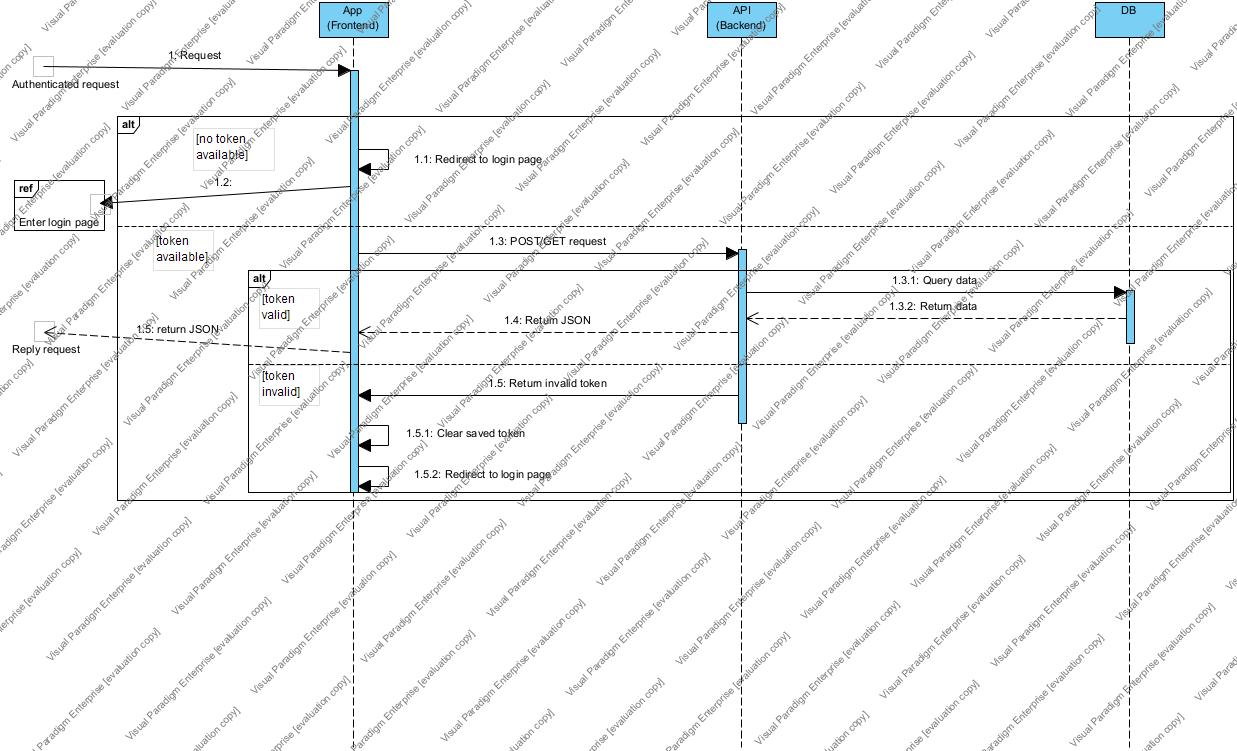 App
(Frontend)
API
(Backend)
DB
1: Request
Authenticated request
alt
[no token
available]
1.1: Redirect to login page
1.2:
ref
Enter login page
[token
available]
1.3: POST/GET request
alt
[token
valid]
1.3.1: Query data
1.3.2: Return data
1.4: Return JSON
1.5: return JSON
Reply request
[token
invalid]
1.5: Return invalid token
1.5.1: Clear saved token
1.5.2: Redirect to login page
Visual Paradigm Enterprise [evaluation copy]